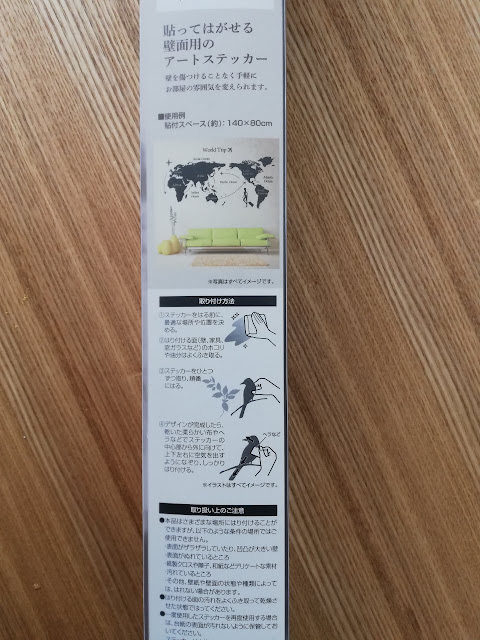 貼ってはがせる
壁面用の
アートステッカー
壁を傷つけることなく手軽に
お部屋の雰囲気を変えられます。
■使用例
貼付スペース(約):140×80cm
World Trip
※写真はすべてイメージです。
取り付け方法
①ステッカーをはる前に、
最適な場所や位置を決
める。
②はり付ける面(壁、家具、
窓ガラスなど)のホコリ
や油分はよくふき取る。
③ステッカーをひとつ
ずつ取り、順番
にはる。
④デザインが完成したら、
乾いた柔らかい布やヘ
ラなどでステッカーの
中心部から外に向けて、
上下左右に空気を出す
ようになぞり、しっかり
はり付ける。
ヘラなど
※イラストはすべてイメージです。
取り扱い上のご注意
●本品はさまざまな場所にはり付けることが
できますが、以下のような条件の場所ではご
使用できません。
・表面がザラザラしていたり、凹凸が大きい壁
・表面がぬれているところ
・紙製クロスや障子、和紙などデリケートな素材
・汚れているところ
その他、壁紙や壁面の状態や種類によって
は、はれない場合があります。
●はり付ける面の汚れをよくふき取って乾燥さ
せた状態ではってください。
●一度使用したステッカーを再度使用する場合
は、台紙の表面が汚れないように保管してお
いてください。